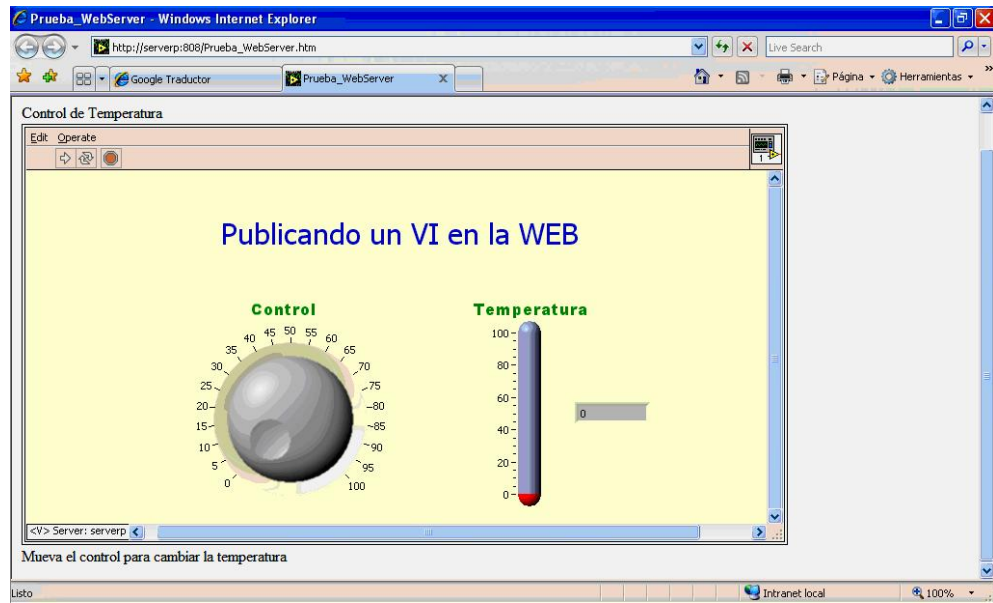 Prueba_WebServer - Windows Internet Explorer
http://serverp:808/Prueba_WebServer.htm
Live Search
Google Traductor
Prueba_WebServer
x
Página
Herramientas
»
Control de Temperatura
Edit Operate
1
Publicando un VI en la WEB
Control
0
5
10
15
20
25
30
35
40
45
50
55
60
65
70
75
80
85
90
95
100
Temperatura
100
80
60
40
20
0
0
<V> Server: serverp
Mueva el control para cambiar la temperatura
Listo
Intranet local
100%